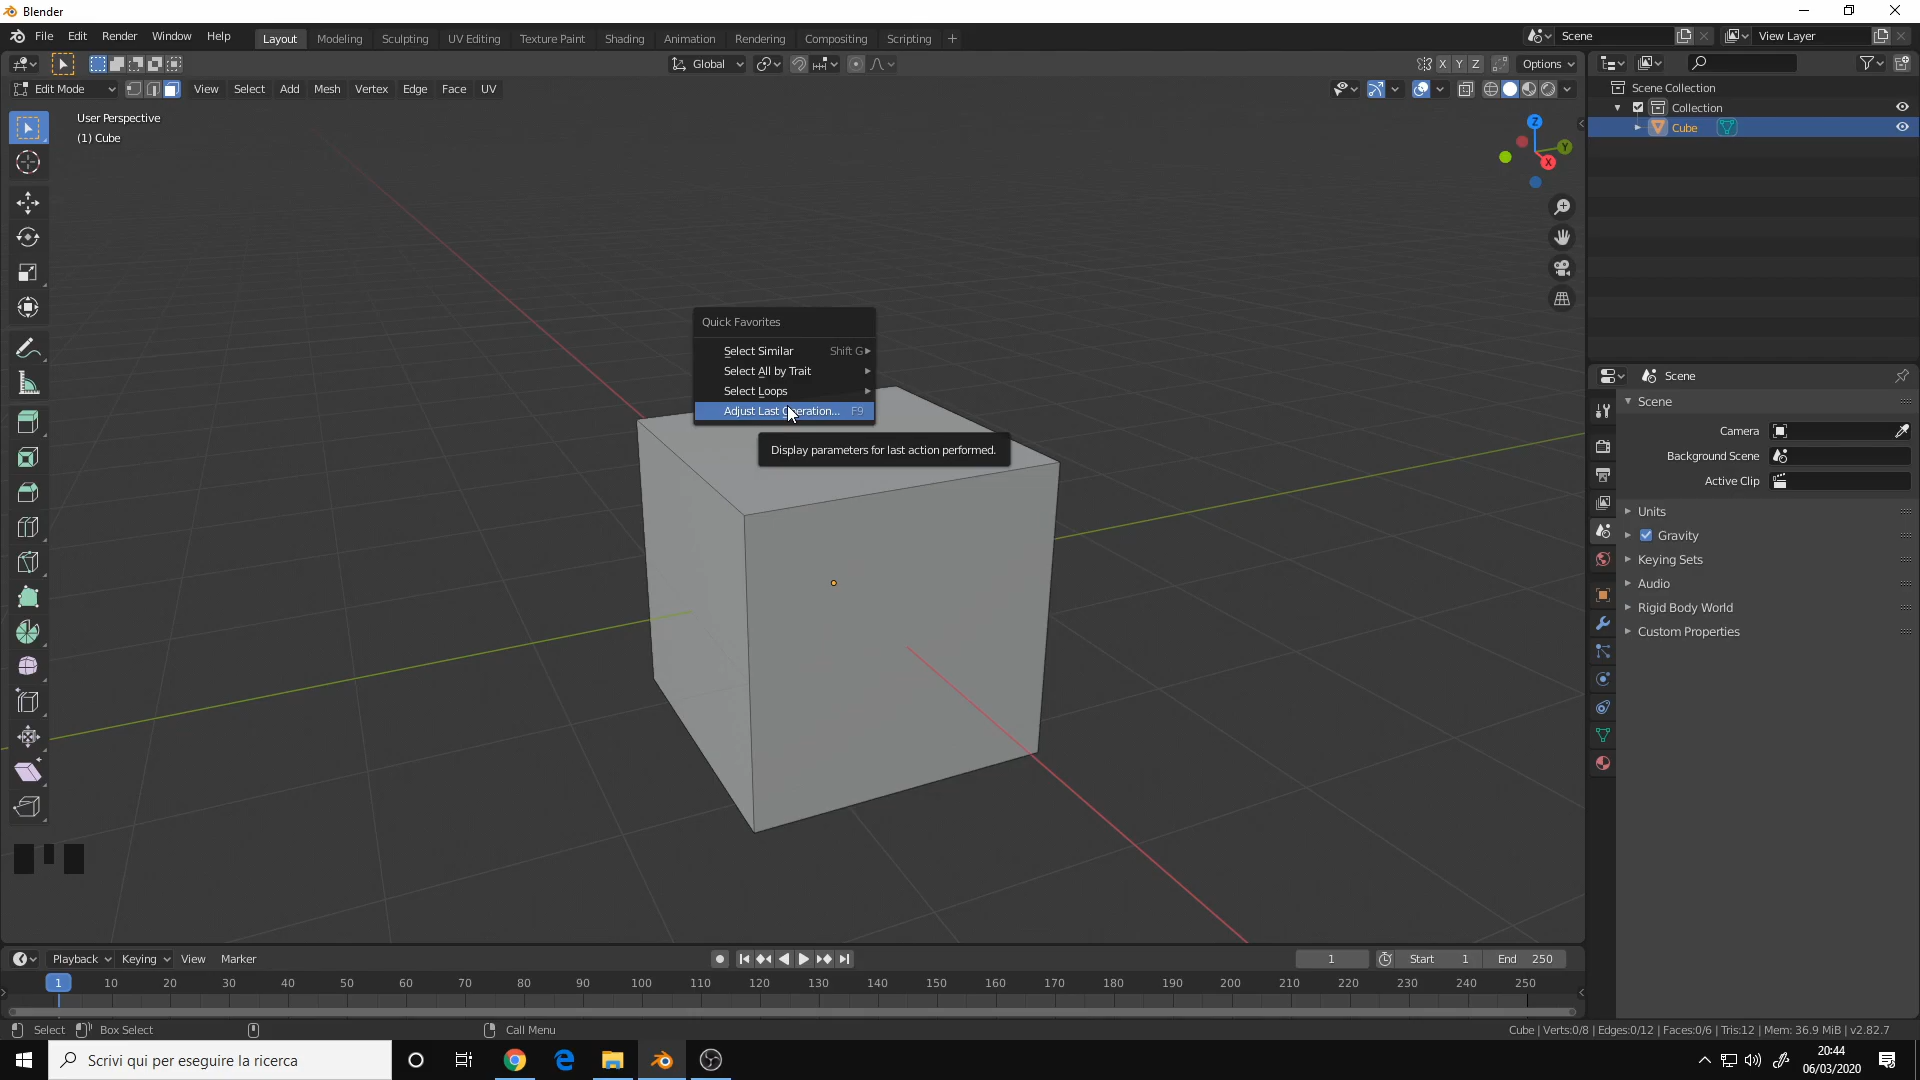 Blender
File Edit Render Window Help
Layout Modeling Sculpting UV Editing Texture Paint Shading Animation Rendering Compositing Scripting +
Scene
View Layer
Global
X Y Z
Options
Edit Mode
View Select Add Mesh Vertex Edge Face UV
User Perspective
(1) Cube
Z
Y
X
Scene Collection
Collection
Cube
Quick Favorites
Select Similar Shift G
Select All by Trait
Select Loops
Adjust Last Operation... F9
Display parameters for last action performed.
Scene
Scene
Camera
Background Scene
Active Clip
Units
Gravity
Keying Sets
Audio
Rigid Body World
Custom Properties
Playback Keying View Marker
1
Start 1
End 250
1 10 20 30 40 50 60 70 80 90 100 110 120 130 140 150 160 170 180 190 200 210 220 230 240 250
Select Box Select Call Menu
Cube | Verts:0/8 | Edges:0/12 | Faces:0/6 | Tris:12 | Mem: 36.9 MiB | v2.82.7
Scrivi qui per eseguire la ricerca
20:44
06/03/2020